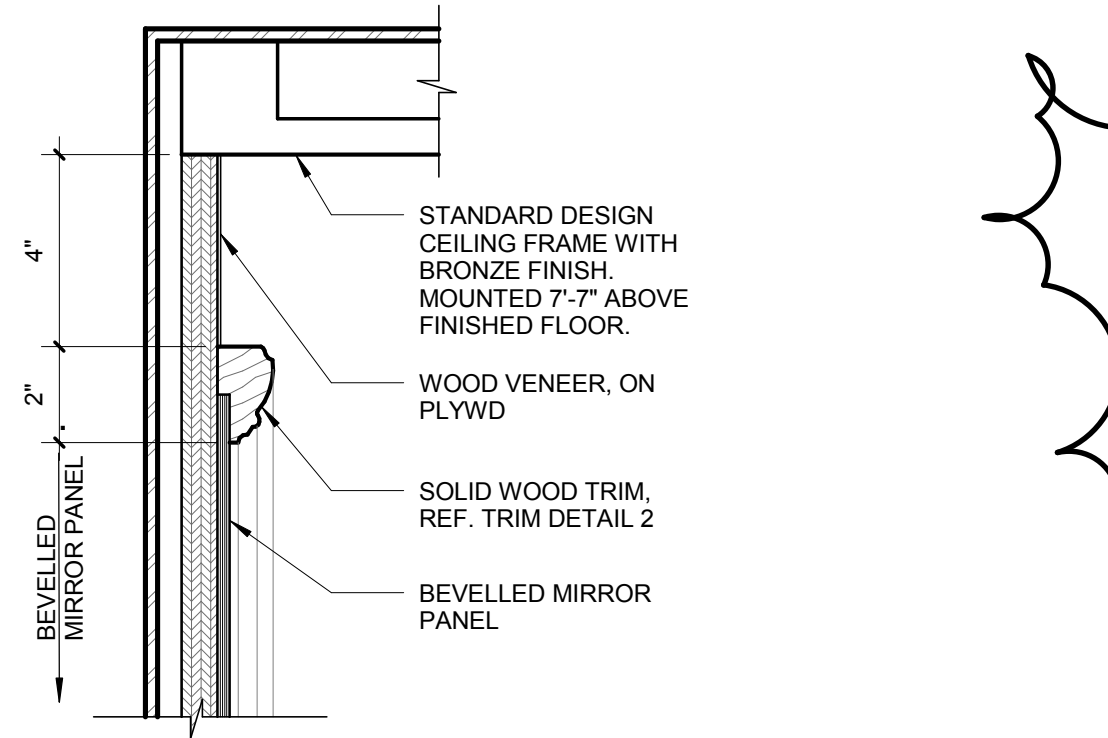 4"
2"
BEVELLED
MIRROR PANEL
STANDARD DESIGN
CEILING FRAME WITH
BRONZE FINISH.
MOUNTED 7'-7" ABOVE
FINISHED FLOOR.
WOOD VENEER, ON
PLYWD
SOLID WOOD TRIM,
REF. TRIM DETAIL 2
BEVELLED MIRROR
PANEL